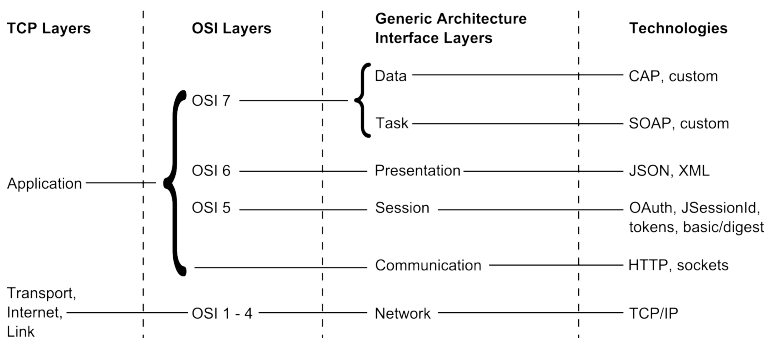 TCP Layers
OSI Layers
Generic Architecture
Interface Layers
Technologies
Data
CAP, custom
OSI 7
Task
SOAP, custom
OSI 6
Presentation
JSON, XML
Application
OSI 5
Session
OAuth, JSessionId,
tokens, basic/digest
Communication
HTTP, sockets
Transport,
Internet,
Link
OSI 1 - 4
Network
TCP/IP